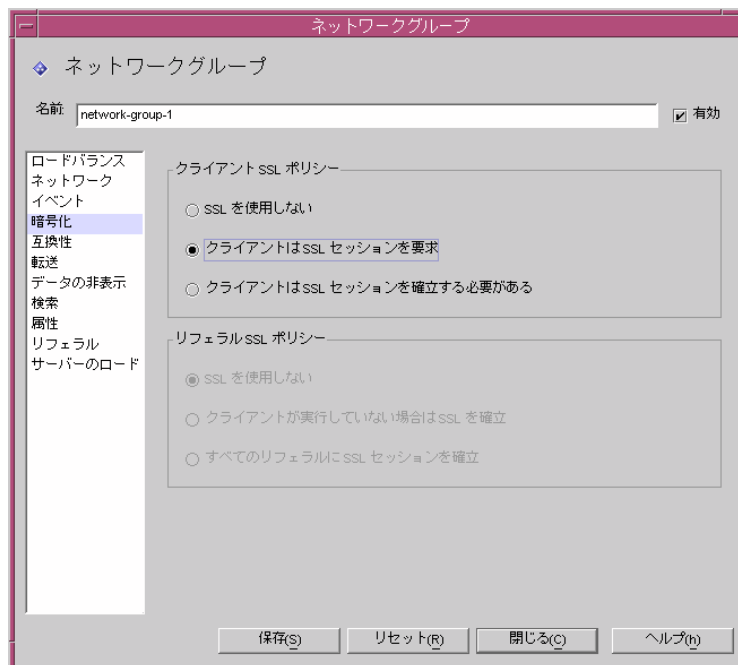 ネットワークグループ
ネットワークグループ
名前:
network-group-1
有効
ロードバランス
ネットワーク
イベント
暗号化
互換性
転送
データの非表示
検索
属性
リフェラル
サーバーのロード
クライアント SSL ポリシー
SSL を使用しない
クライアントは SSL セッションを要求
クライアントは SSL セッションを確立する必要がある
リフェラル SSL ポリシー
SSL を使用しない
クライアントが実行していない場合は SSL を確立
すべてのリフェラルに SSL セッションを確立
保存(S)
リセット(R)
閉じる(C)
ヘルプ(h)